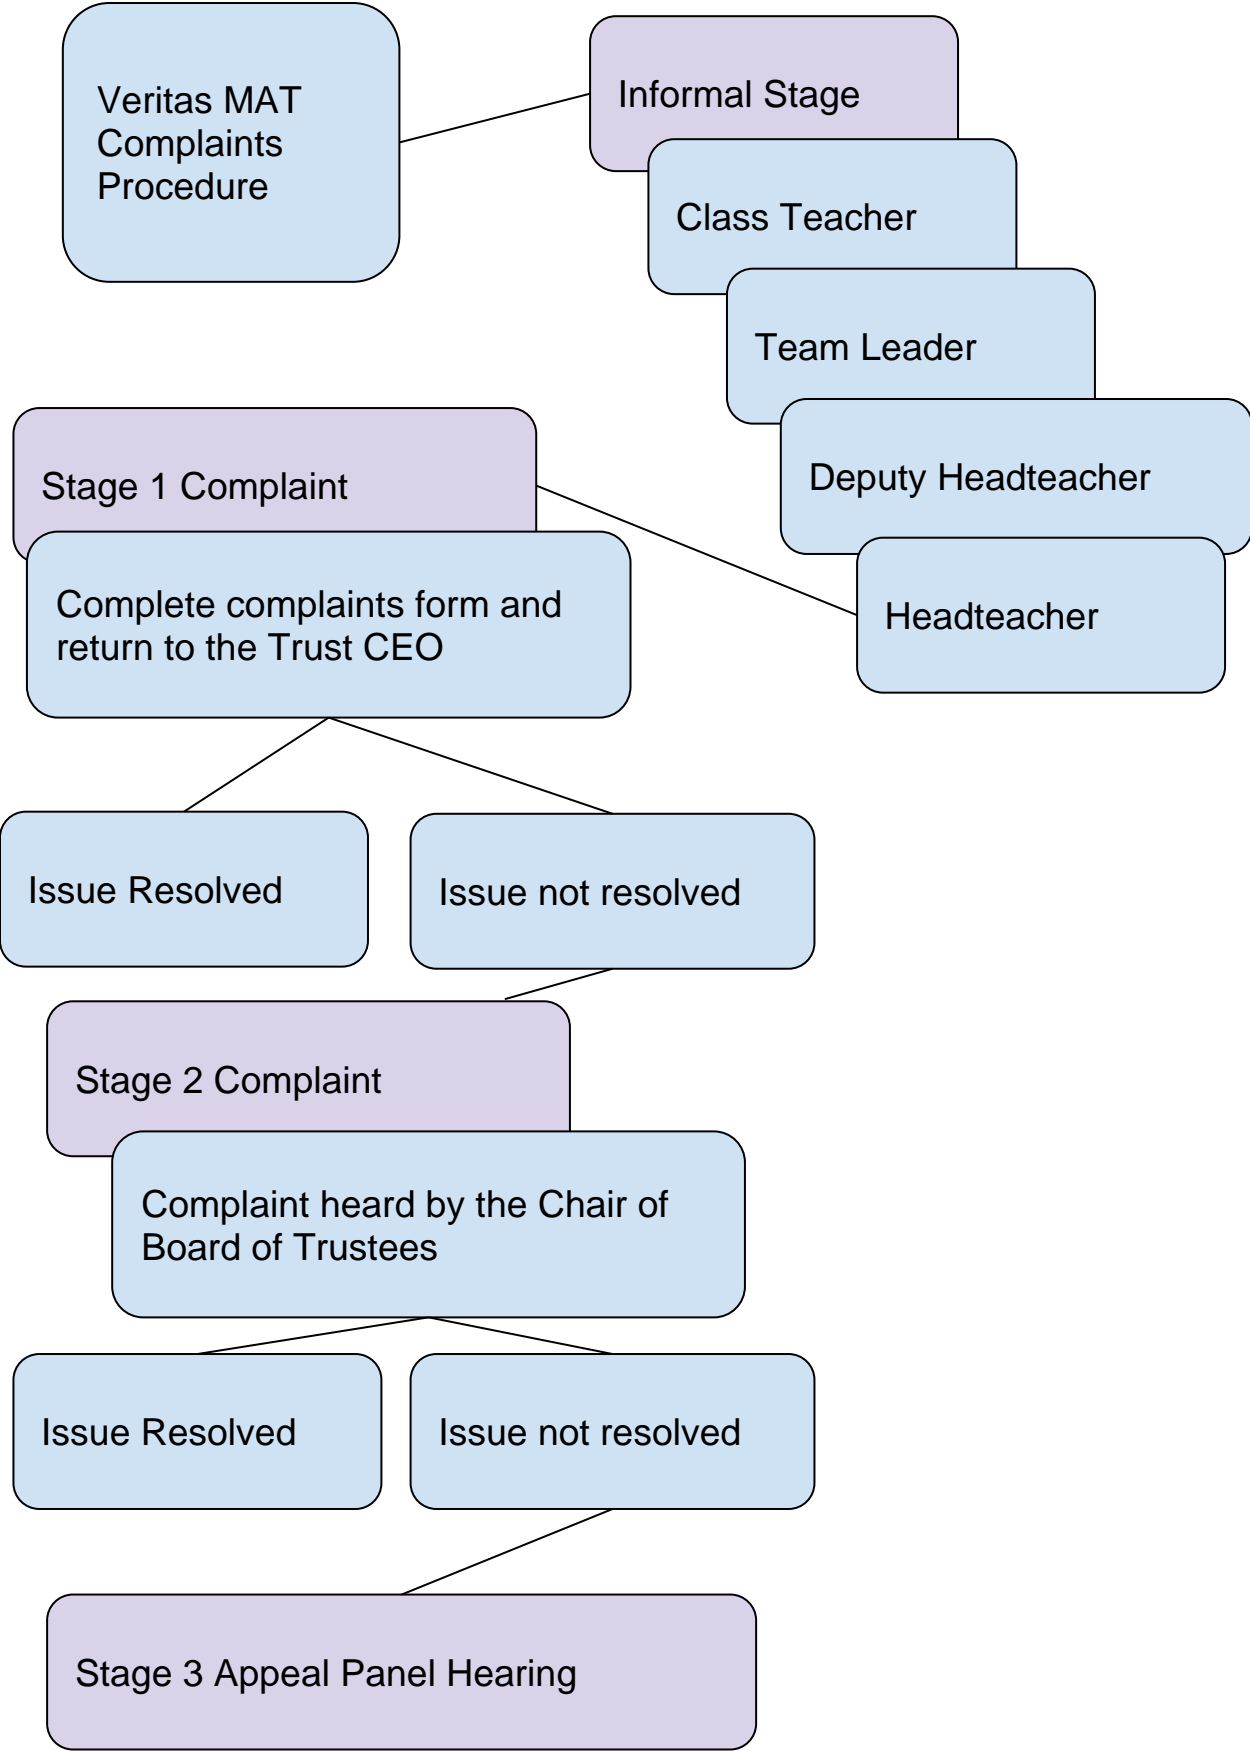 Veritas MAT
Complaints
Procedure
Informal Stage
Class Teacher
Team Leader
Deputy Headteacher
Headteacher
Stage 1 Complaint
Complete complaints form and
return to the Trust CEO
Issue Resolved
Issue not resolved
Stage 2 Complaint
Complaint heard by the Chair of
Board of Trustees
Issue Resolved
Issue not resolved
Stage 3 Appeal Panel Hearing